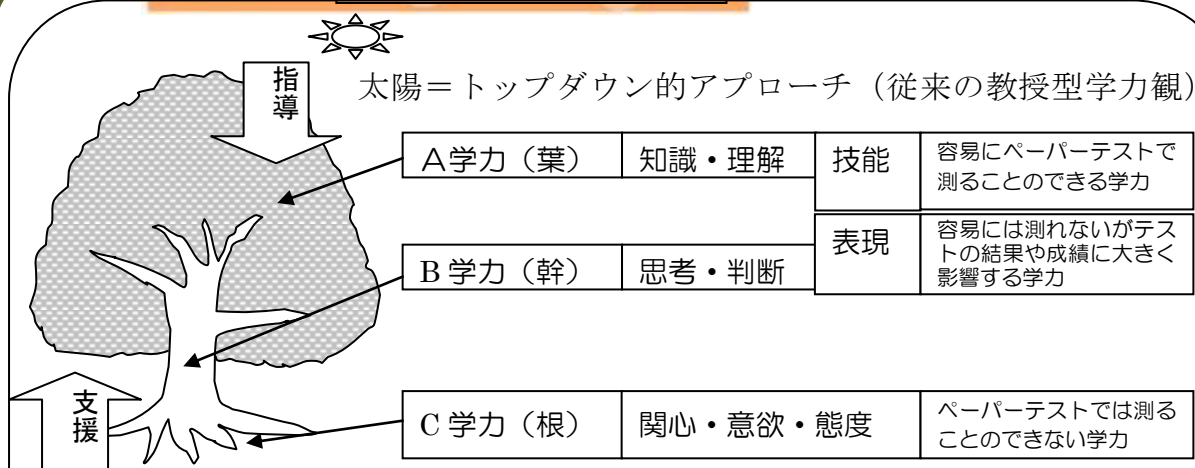 指導
太陽＝トップダウン的アプローチ（従来の教授型学力観）
Ａ学力（葉） 知識・理解 技能 容易にペーパーテストで
測ることのできる学力
B 学力（幹） 思考・判断 表現 容易には測れないがテス
トの結果や成績に大きく
影響する学力
支援
C 学力（根） 関心・意欲・態度 ペーパーテストでは測る
ことのできない学力